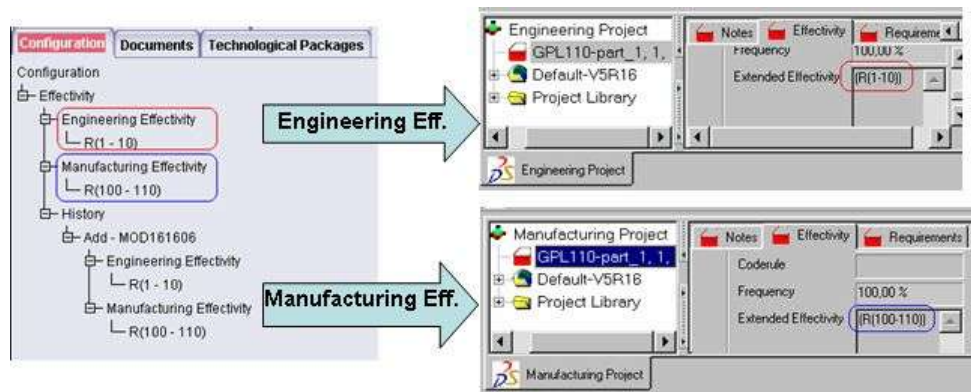 Configuration
Documents
Technological Packages
Configuration
Effectivity
Engineering Effectivity
R(1 - 10)
Manufacturing Effectivity
R(100 - 110)
History
Add - MOD161606
Engineering Effectivity
R(1 - 10)
Manufacturing Effectivity
R(100 - 110)
Engineering Eff.
Manufacturing Eff.
Engineering Project
GPL110-part_1, 1,
Default-V5R16
Project Library
Engineering Project
Notes
Effectivity
Requireme
Frequency
100,00 %
Extended Effectivity
(R(1-10))
Manufacturing Project
GPL110-part_1, 1,
Default-V5R16
Project Library
Manufacturing Project
Notes
Effectivity
Requirements
Coderule
Frequency
100,00 %
Extended Effectivity
(R(100-110))